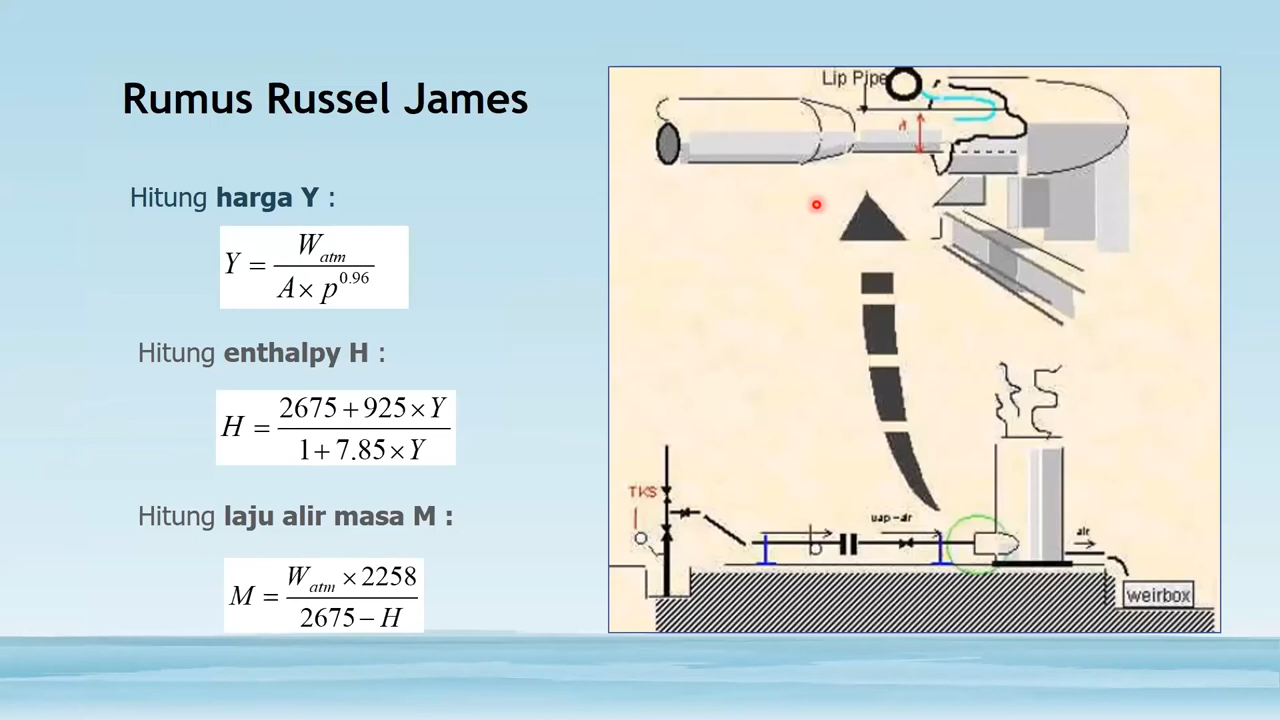 Rumus Russel James
Hitung harga Y :
Y = W_atm / (A × p^0.96)
Hitung enthalpy H :
H = (2675 + 925 × Y) / (1 + 7.85 × Y)
Hitung laju alir masa M :
M = (W_atm × 2258) / (2675 − H)
Lip Pipe
TKS
uap-air
air
weirbox